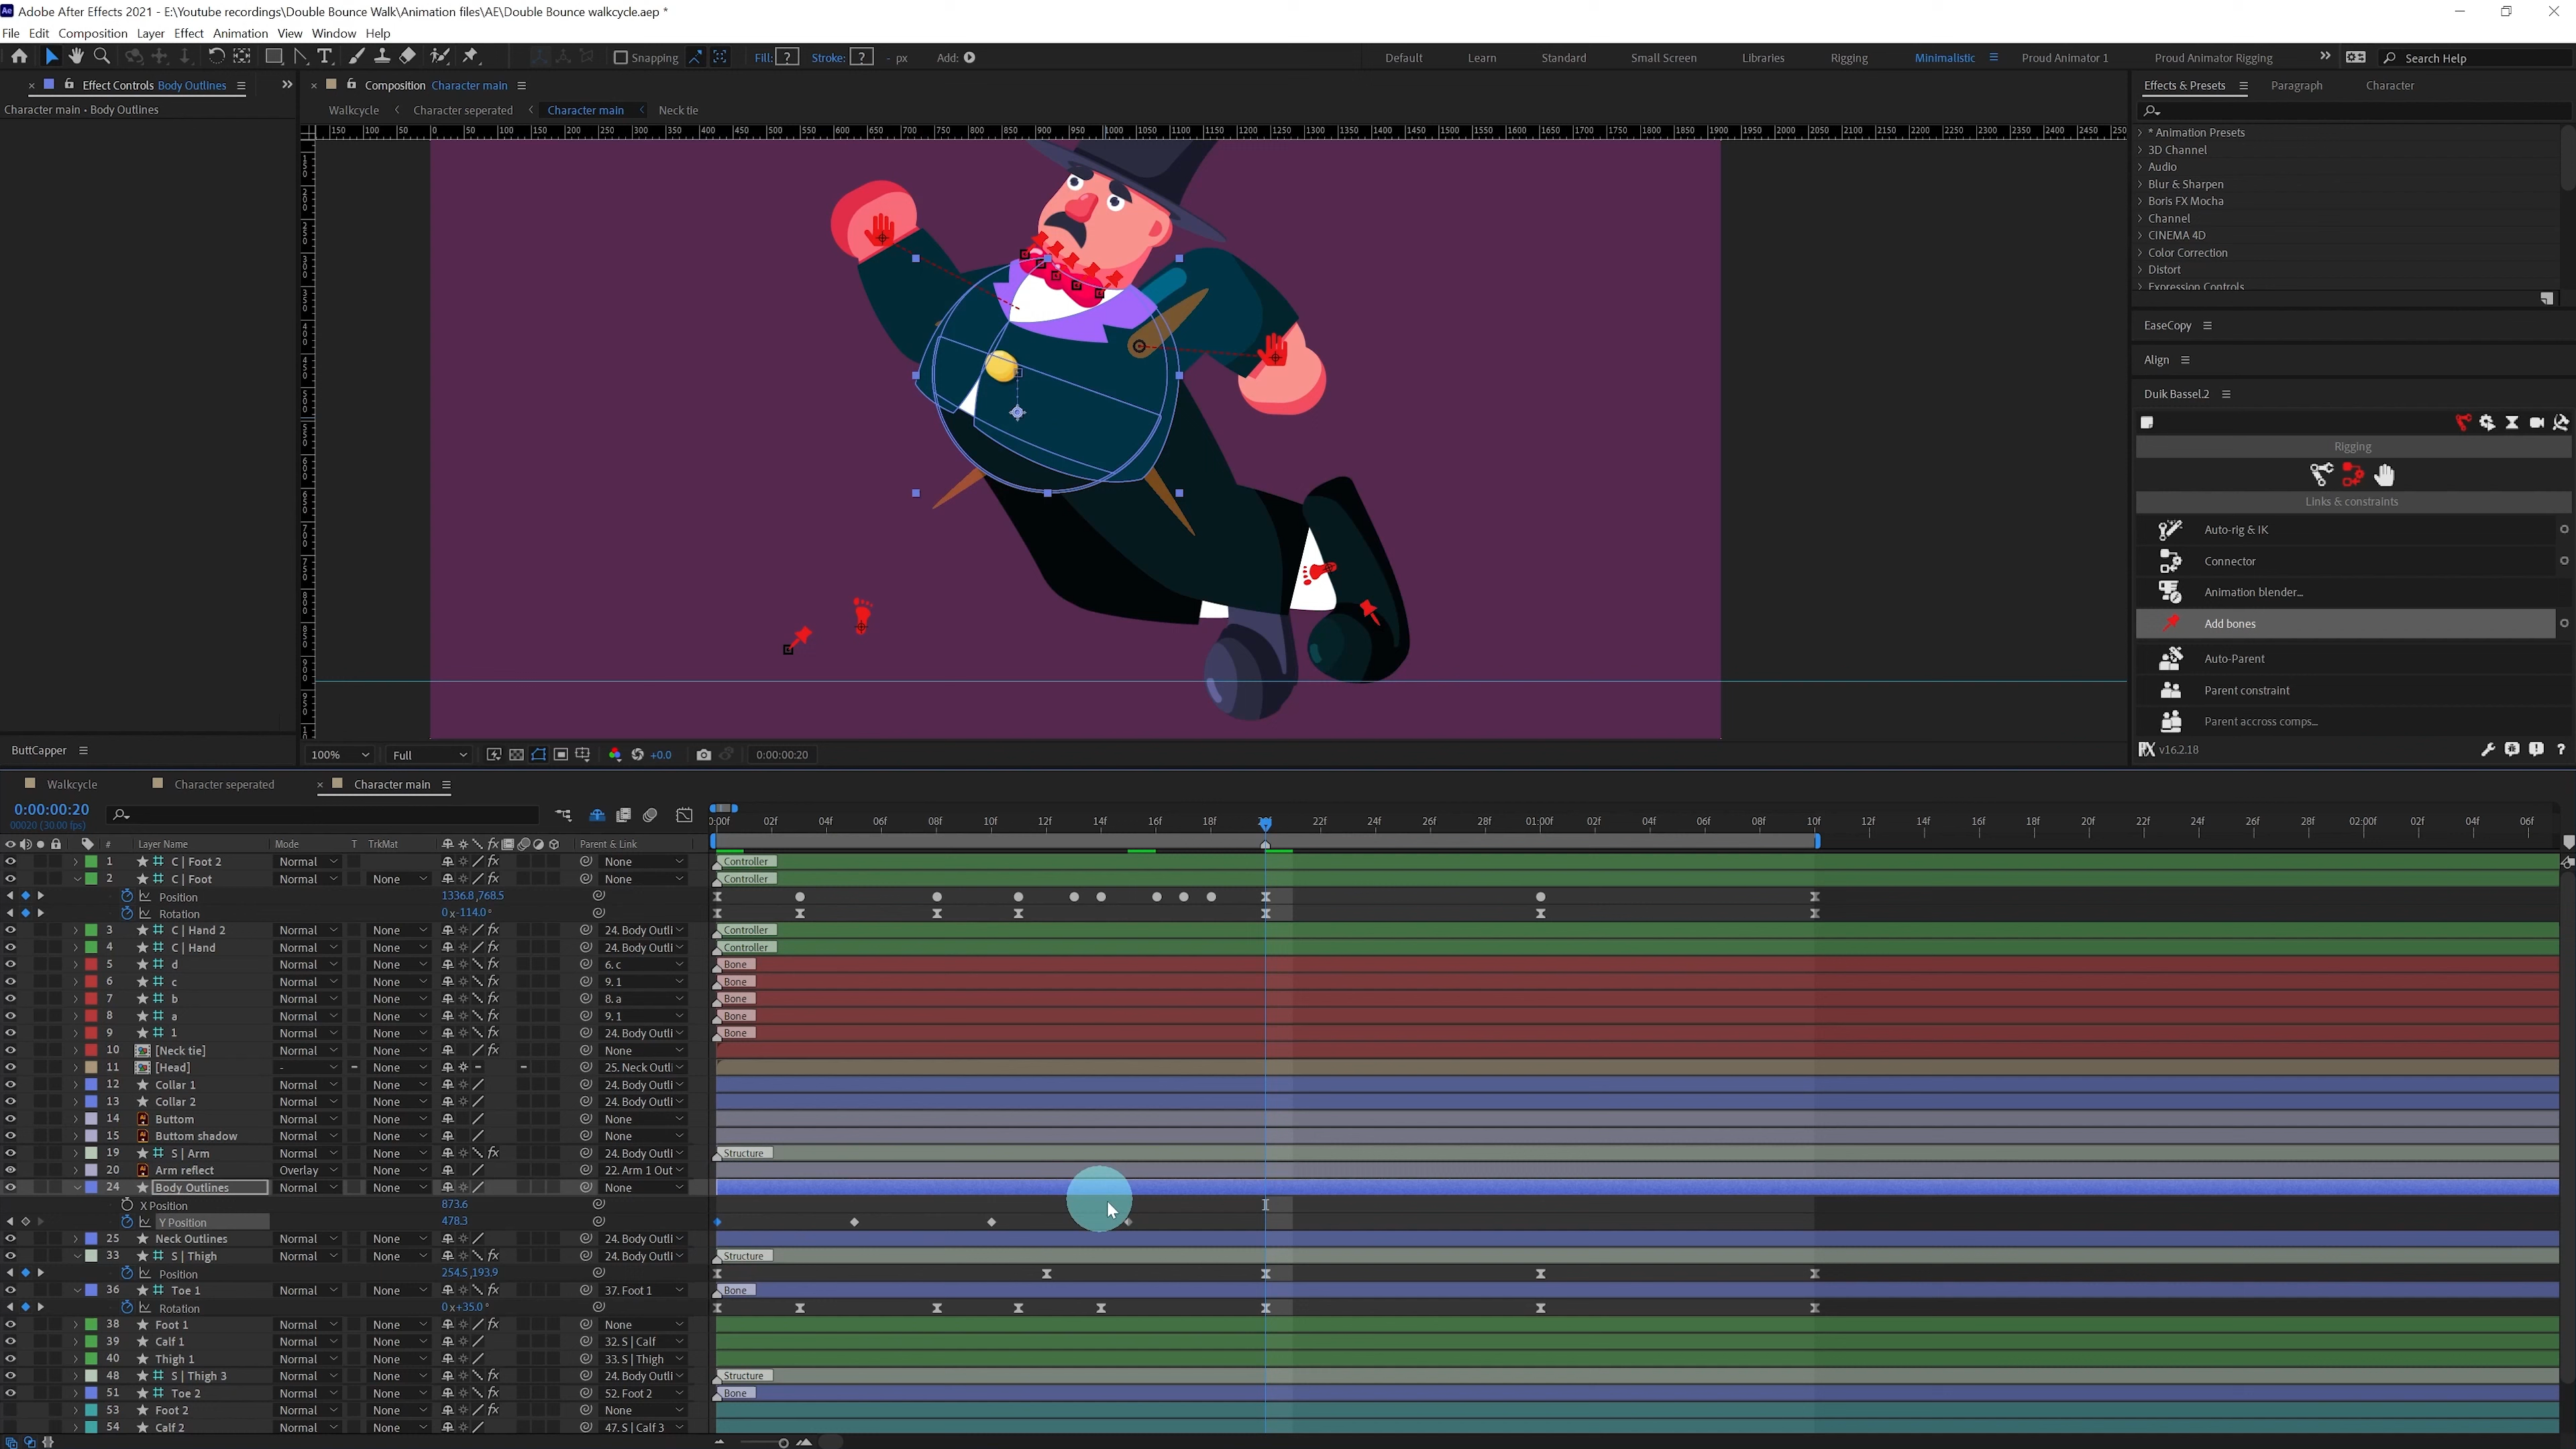 Adobe After Effects 2021 - E:\Youtube recordings\Double Bounce Walk\Animation files\AE\Double Bounce walkcycle.aep *
File Edit Composition Layer Effect Animation View Window Help
Snapping Fill: ? Stroke: ? - px Add:
Default Learn Standard Small Screen Libraries Rigging Minimalistic Proud Animator 1 Proud Animator Rigging Search Help
Effect Controls Body Outlines
Composition Character main
Effects & Presets Paragraph Character
Character main • Body Outlines
Walkcycle Character seperated Character main Neck tie
* Animation Presets
3D Channel
Audio
Blur & Sharpen
Boris FX Mocha
Channel
CINEMA 4D
Color Correction
Distort
Expression Controls
EaseCopy
Align
Duik Bassel.2
Rigging
Links & constraints
Auto-rig & IK
Connector
Animation blender...
Add bones
Auto-Parent
Parent constraint
Parent accross comps...
v16.2.18
ButtCapper
100% Full +0.0 0:00:00:20
Walkcycle Character seperated Character main
0:00:00:20
00020 (30.00 fps)
0:00f 02f 04f 06f 08f 10f 12f 14f 16f 18f 22f 24f 26f 28f 01:00f 02f 04f 06f 08f 10f 12f 14f 16f 18f 20f 22f 24f 26f 28f 02:00f 02f 04f 06f
# Layer Name Mode T TrkMat Parent & Link
1 C | Foot 2 Normal None Controller
2 C | Foot Normal None None Controller
Position 1336.8,768.5
Rotation 0x-114.0°
3 C | Hand 2 Normal None 24. Body Outli Controller
4 C | Hand Normal None 24. Body Outli Controller
5 d Normal None 6. c Bone
6 c Normal None 9. 1 Bone
7 b Normal None 8. a Bone
8 a Normal None 9. 1 Bone
9 1 Normal None 24. Body Outli Bone
10 [Neck tie] Normal None None
11 [Head] - None 25. Neck Outli
12 Collar 1 Normal None 24. Body Outli
13 Collar 2 Normal None 24. Body Outli
14 Buttom Normal None None
15 Buttom shadow Normal None None
19 S | Arm Normal None 24. Body Outli Structure
20 Arm reflect Overlay None 22. Arm 1 Out
24 Body Outlines Normal None None
X Position 873.6
Y Position 478.3
25 Neck Outlines Normal None 24. Body Outli
33 S | Thigh Normal None 24. Body Outli Structure
Position 254.5,193.9
36 Toe 1 Normal None 37. Foot 1 Bone
Rotation 0x+35.0°
38 Foot 1 Normal None None
39 Calf 1 Normal None 32. S | Calf
40 Thigh 1 Normal None 33. S | Thigh
48 S | Thigh 3 Normal None 24. Body Outli Structure
51 Toe 2 Normal None 52. Foot 2 Bone
53 Foot 2 Normal None None
54 Calf 2 Normal None 47. S | Calf 3